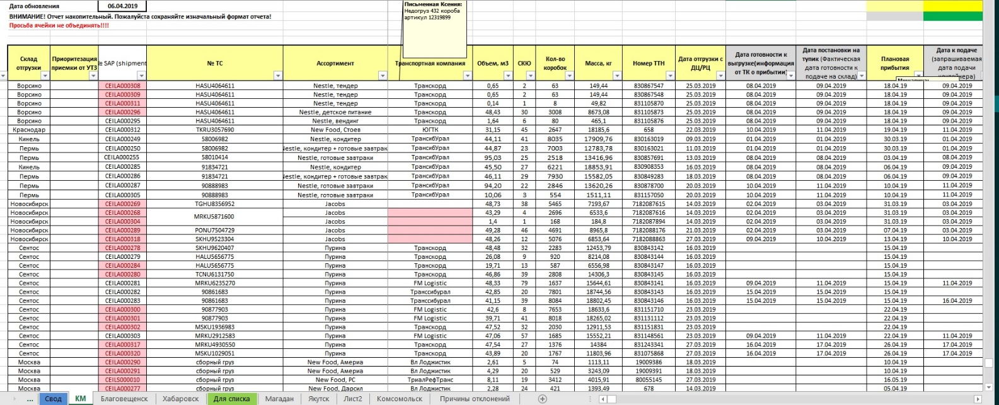 Дата обновления 06.04.2019
ВНИМАНИЕ! Отчет накопительный. Пожалуйста сохраняйте изначальный формат отчета!
Просьба ячейки не объединять!!!!
Письменная Ксения:
Недогруз 432 короба
артикул 12319899
Склад отгрузки Приоритезация приемки от УТЗ № SAP (shipment № ТС Ассортимент Транспортная компания Объем, м3 СКЮ Кол-во коробок Масса, кг Номер ТТН Дата отгрузки с ДЦ/РЦ Дата готовности к выгрузке(информация от ТК о прибытии) Дата постановки на тупик (Фактическая дата готовности к подаче на склад) Плановая прибытия Дата к подаче (запрашиваемая дата подачи контейнера)
Ворсино CEILA000308 HASU4064611 Nestle, тендер Транскорд 0,65 2 63 149,44 830867547 25.03.2019 08.04.2019 09.04.2019 18.04.19 09.04.2019
Ворсино CEILA000309 HASU4064611 Nestle, тендер Транскорд 0,65 2 63 149,44 830867548 25.03.2019 08.04.2019 09.04.2019 18.04.19 09.04.2019
Ворсино CEILA000311 HASU4064611 Nestle, тендер Транскорд 0,14 1 8 49,82 831105870 25.03.2019 08.04.2019 09.04.2019 18.04.19 09.04.2019
Ворсино CEILA000296 HASU4064611 Nestle, детское питание Транскорд 48,43 30 3008 8673,08 831105873 25.03.2019 08.04.2019 09.04.2019 18.04.19 09.04.2019
Ворсино CEILA000295 HASU4064611 Nestle, вендинг Транскорд 1,64 6 80 465,1 831105876 25.03.2019 08.04.2019 09.04.2019 18.04.19 09.04.2019
Краснодар CEILA000312 TKRU3057690 New Food, Стоев ЮГТК 31,15 45 2647 18185,6 658 22.03.2019 10.04.2019 11.04.2019 19.04.19 11.04.2019
Кинель CEILA000249 58006982 Nestle, кондитер ТрансибУрал 44,11 41 8035 17909,76 830163019 09.03.2019 01.04.2019 01.04.2019 30.03.19 01.04.2019
Пермь CEILA000250 58006982 Nestle, кондитер + готовые завтрак ТрансибУрал 44,87 23 7003 12783,78 830163021 11.03.2019 01.04.2019 01.04.2019 30.03.19 01.04.2019
Пермь CEILA000255 58010414 Nestle, готовые завтраки ТрансибУрал 95,03 25 2518 13416,96 830857691 13.03.2019 08.04.2019 08.04.2019 03.04.19 08.04.2019
Кинель CEILA000285 91834721 Nestle, кондитер ТрансибУрал 45,50 27 6221 18853,91 830908353 16.03.2019 08.04.2019 08.04.2019 06.04.19 09.04.2019
Пермь CEILA000286 91834721 Nestle, кондитер + готовые завтрак ТрансибУрал 46,11 29 7930 15582,05 830849283 18.03.2019 08.04.2019 08.04.2019 06.04.19 09.04.2019
Пермь CEILA000287 90888983 Nestle, готовые завтраки ТрансибУрал 94,20 22 2846 13620,26 830878700 20.03.2019 10.04.2019 11.04.2019 10.04.19 11.04.2019
Пермь CEILA000305 90888983 Nestle, готовые завтраки ТрансибУрал 10,06 3 554 1511,11 831157050 20.03.2019 10.04.2019 11.04.2019 10.04.19 11.04.2019
Новосибирск CEILA000269 TGHU8356952 Jacobs 48,73 38 5465 7193,67 7182087615 14.03.2019 02.04.2019 03.04.2019 31.03.19 03.04.2019
Новосибирск CEILA000268 MRKU5871600 Jacobs 43,29 4 2696 6533,6 7182087616 14.03.2019 02.04.2019 03.04.2019 31.03.19 03.04.2019
Новосибирск CEILA000304 Jacobs 1,4 1 168 184,8 7182087894 14.03.2019 02.04.2019 03.04.2019 31.03.19 03.04.2019
Новосибирск CEILA000289 PONU7504729 Jacobs 49,28 46 4691 8965,8 7182088176 21.03.2019 02.04.2019 03.04.2019 07.04.19 03.04.2019
Новосибирск CEILA000318 SKHU9523304 Jacobs 48,26 12 5076 6853,64 7182088863 27.03.2019 09.04.2019 10.04.2019 13.04.19 10.04.2019
Сентос CEILA000278 SKHU9620407 Пурина Транскорд 48,48 32 2283 12453,79 830843142 16.03.2019 15.04.19
Сентос CEILA000279 HALU5656775 Пурина Транскорд 26,08 9 920 8214,08 830843144 16.03.2019 15.04.19
Сентос CEILA000284 HALU5656775 Пурина Транскорд 19,71 13 587 6556,98 830843147 16.03.2019 15.04.19
Сентос CEILA000280 TCNU6131750 Пурина Транскорд 46,86 39 2808 14306,3 830843145 16.03.2019 15.04.19
Сентос CEILA000281 MRKU6235270 Пурина FM Logistic 48,33 79 1637 15644,61 830843141 16.03.2019 09.04.2019 11.04.2019 15.04.19 11.04.2019
Сентос CEILA000282 90861683 Пурина Транссибурал 42,85 20 7801 18744,56 830843143 16.03.2019 15.04.2019 15.04.2019 15.04.19
Сентос CEILA000283 90861683 Пурина Транссибурал 41,15 39 8084 18802,45 830843146 16.03.2019 15.04.2019 15.04.2019 15.04.19 16.04.2019
Сентос CEILA000300 90877903 Пурина FM Logistic 42,6 8 7653 18633,6 831151710 23.03.2019 22.04.19
Сентос CEILA000301 90877903 Пурина FM Logistic 39,71 41 8018 18265,02 831131112 23.03.2019 22.04.19
Сентос CEILA000302 MSKU1936983 Пурина Транскорд 47,52 32 2030 12911,53 831151831 23.03.2019 22.04.19
Сентос CEILA000303 MRKU2912583 Пурина FM Logistic 47,06 57 1685 15552,21 831148561 23.03.2019 09.04.2019 11.04.2019 22.04.19 11.04.2019
Сентос CEILA000317 MRKU4930550 Пурина Транскорд 47,54 27 1376 14384 831243341 27.03.2019 16.04.2019 17.04.2019 26.04.19 17.04.2019
Сентос CEILA000320 MSKU1029051 Пурина Транскорд 43,89 20 1767 11803,96 831075868 27.03.2019 16.04.2019 17.04.2019 26.04.19 17.04.2019
Москва CEILA000290 сборный груз New Food, Америа Вл Лоджистик 2,61 5 74 1113,11 19009386 18.03.2019 10.04.19
Москва CEILA000291 сборный груз New Food, Америа Вл Лоджистик 4,29 20 529 3243,09 19009391 18.03.2019 10.04.19
Москва CEILS000010 сборный груз New Food, РС ТриалРефТранс 8,11 19 3412 4015,91 80055145 27.03.2019 16.05.19
Москва CEILA000277 сборный груз New Food, Дарсил Вл Лоджистик 2,28 24 421 1393,49 678 14.03.2019 05.04.19
... Свод КМ Благовещенск Хабаровск Для списка Магадан Якутск Лист2 Комсомольск Причины отклонений